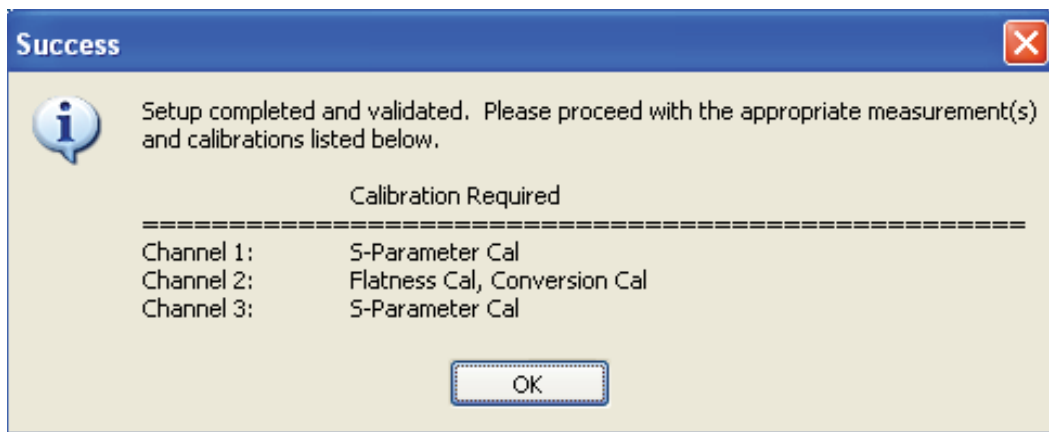 Success
Setup completed and validated. Please proceed with the appropriate measurement(s)
and calibrations listed below.
Calibration Required
==================================================
Channel 1: S-Parameter Cal
Channel 2: Flatness Cal, Conversion Cal
Channel 3: S-Parameter Cal
OK